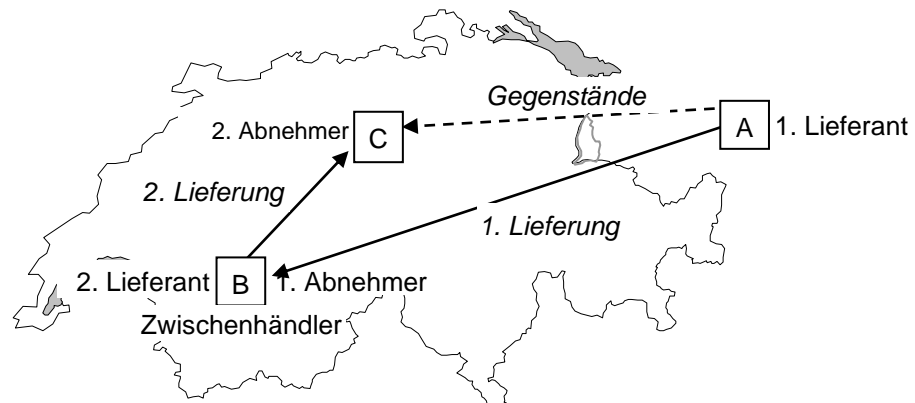 Gegenstände
2. Abnehmer
C
A
1. Lieferant
2. Lieferung
1. Lieferung
2. Lieferant
B
1. Abnehmer
Zwischenhändler